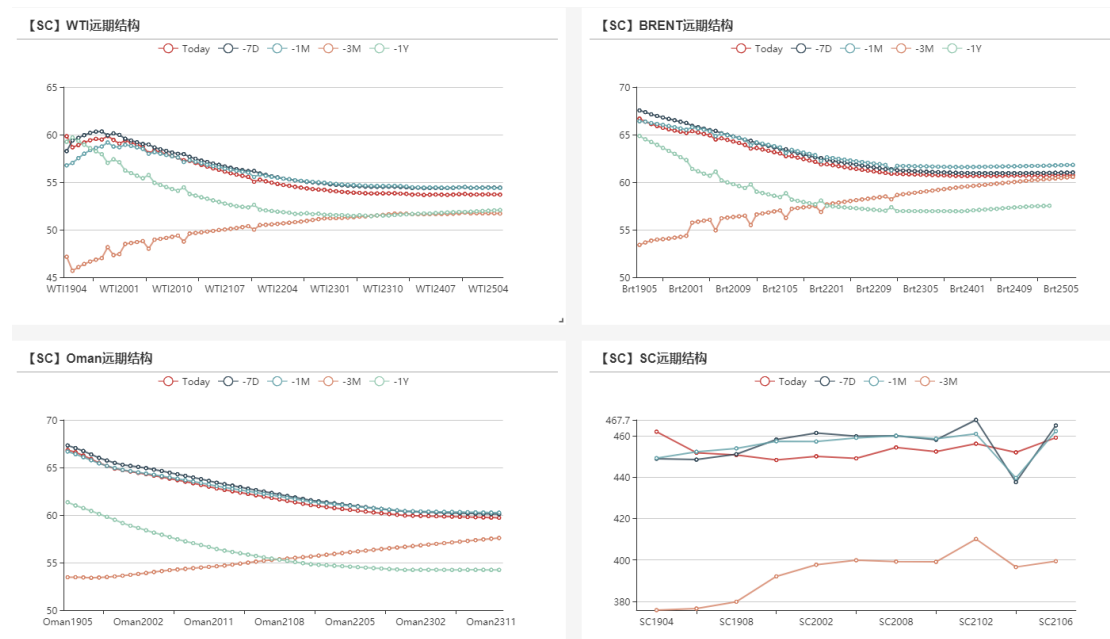 【SC】WTI远期结构
Today -7D -1M -3M -1Y
65
60
55
50
45
WTI1904 WTI2001 WTI2010 WTI2107 WTI2204 WTI2301 WTI2310 WTI2407 WTI2504
【SC】BRENT远期结构
Today -7D -1M -3M -1Y
70
65
60
55
50
Brt1905 Brt2001 Brt2009 Brt2105 Brt2201 Brt2209 Brt2305 Brt2401 Brt2409 Brt2505
【SC】Oman远期结构
Today -7D -1M -3M -1Y
70
65
60
55
50
Oman1905 Oman2002 Oman2011 Oman2108 Oman2205 Oman2302 Oman2311
【SC】SC远期结构
Today -7D -1M -3M
467.7
460
440
420
400
380
SC1904 SC1908 SC2002 SC2008 SC2102 SC2106